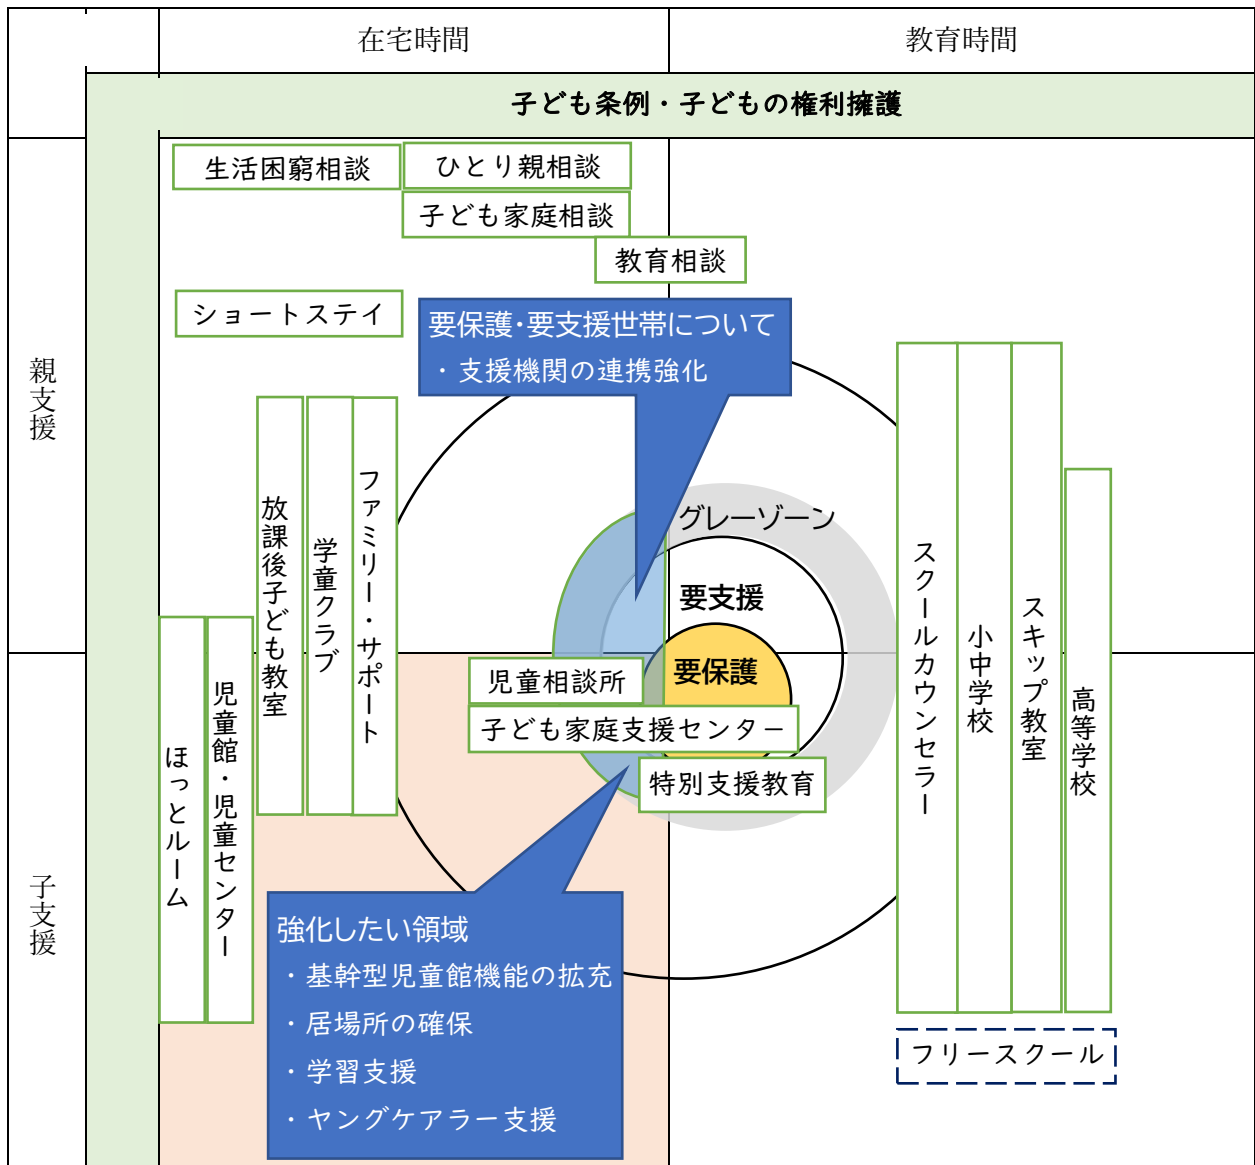 在宅時間
教育時間
子ども条例・子どもの権利擁護
親支援
子支援
生活困窮相談
ひとり親相談
子ども家庭相談
教育相談
ショートステイ
要保護・要支援世帯について
・支援機関の連携強化
放課後子ども教室
学童クラブ
ファミリー・サポート
ほっとルーム
児童館・児童センター
グレーゾーン
要支援
要保護
児童相談所
子ども家庭支援センター
特別支援教育
スクールカウンセラー
小中学校
スキップ教室
高等学校
フリースクール
強化したい領域
・基幹型児童館機能の拡充
・居場所の確保
・学習支援
・ヤングケアラー支援